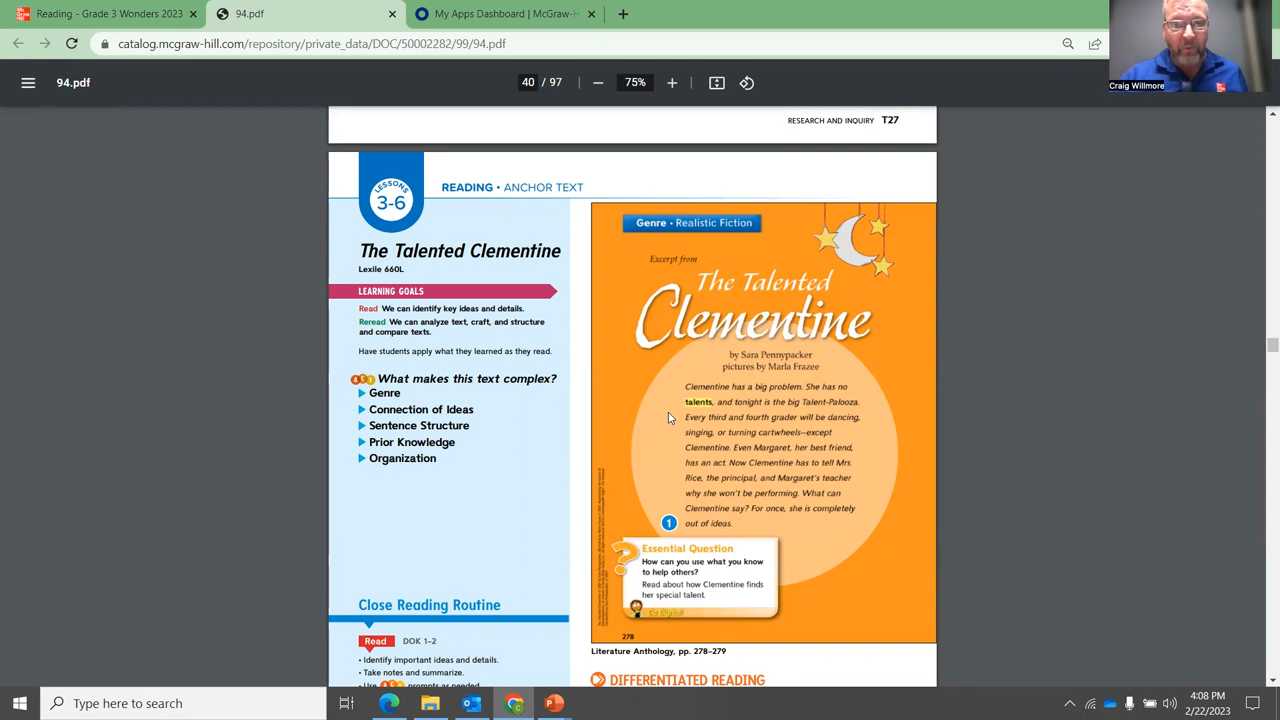 Reading - Grade 3 Wonders 2023
94.pdf
My Apps Dashboard | McGraw-H
catalog.mcgraw-hill.com/repository/private_data/DOC/50002282/99/94.pdf
94.pdf
40 / 97
75%
Craig Willmore
RESEARCH AND INQUIRY T27
LESSONS
3-6
READING • ANCHOR TEXT
The Talented Clementine
Lexile 660L
LEARNING GOALS
Read We can identify key ideas and details.
Reread We can analyze text, craft, and structure
and compare texts.
Have students apply what they learned as they read.
ACT What makes this text complex?
Genre
Connection of Ideas
Sentence Structure
Prior Knowledge
Organization
Close Reading Routine
Read DOK 1–2
• Identify important ideas and details.
• Take notes and summarize.
• Use ACT prompts as needed.
Genre • Realistic Fiction
Excerpt from
The Talented
Clementine
by Sara Pennypacker
pictures by Marla Frazee
Clementine has a big problem. She has no
talents, and tonight is the big Talent-Palooza.
Every third and fourth grader will be dancing,
singing, or turning cartwheels—except
Clementine. Even Margaret, her best friend,
has an act. Now Clementine has to tell Mrs.
Rice, the principal, and Margaret's teacher
why she won't be performing. What can
Clementine say? For once, she is completely
out of ideas.
1
Essential Question
How can you use what you know
to help others?
Read about how Clementine finds
her special talent.
Go Digital!
278
Literature Anthology, pp. 278–279
DIFFERENTIATED READING
Type here to search
4:08 PM
2/22/2023